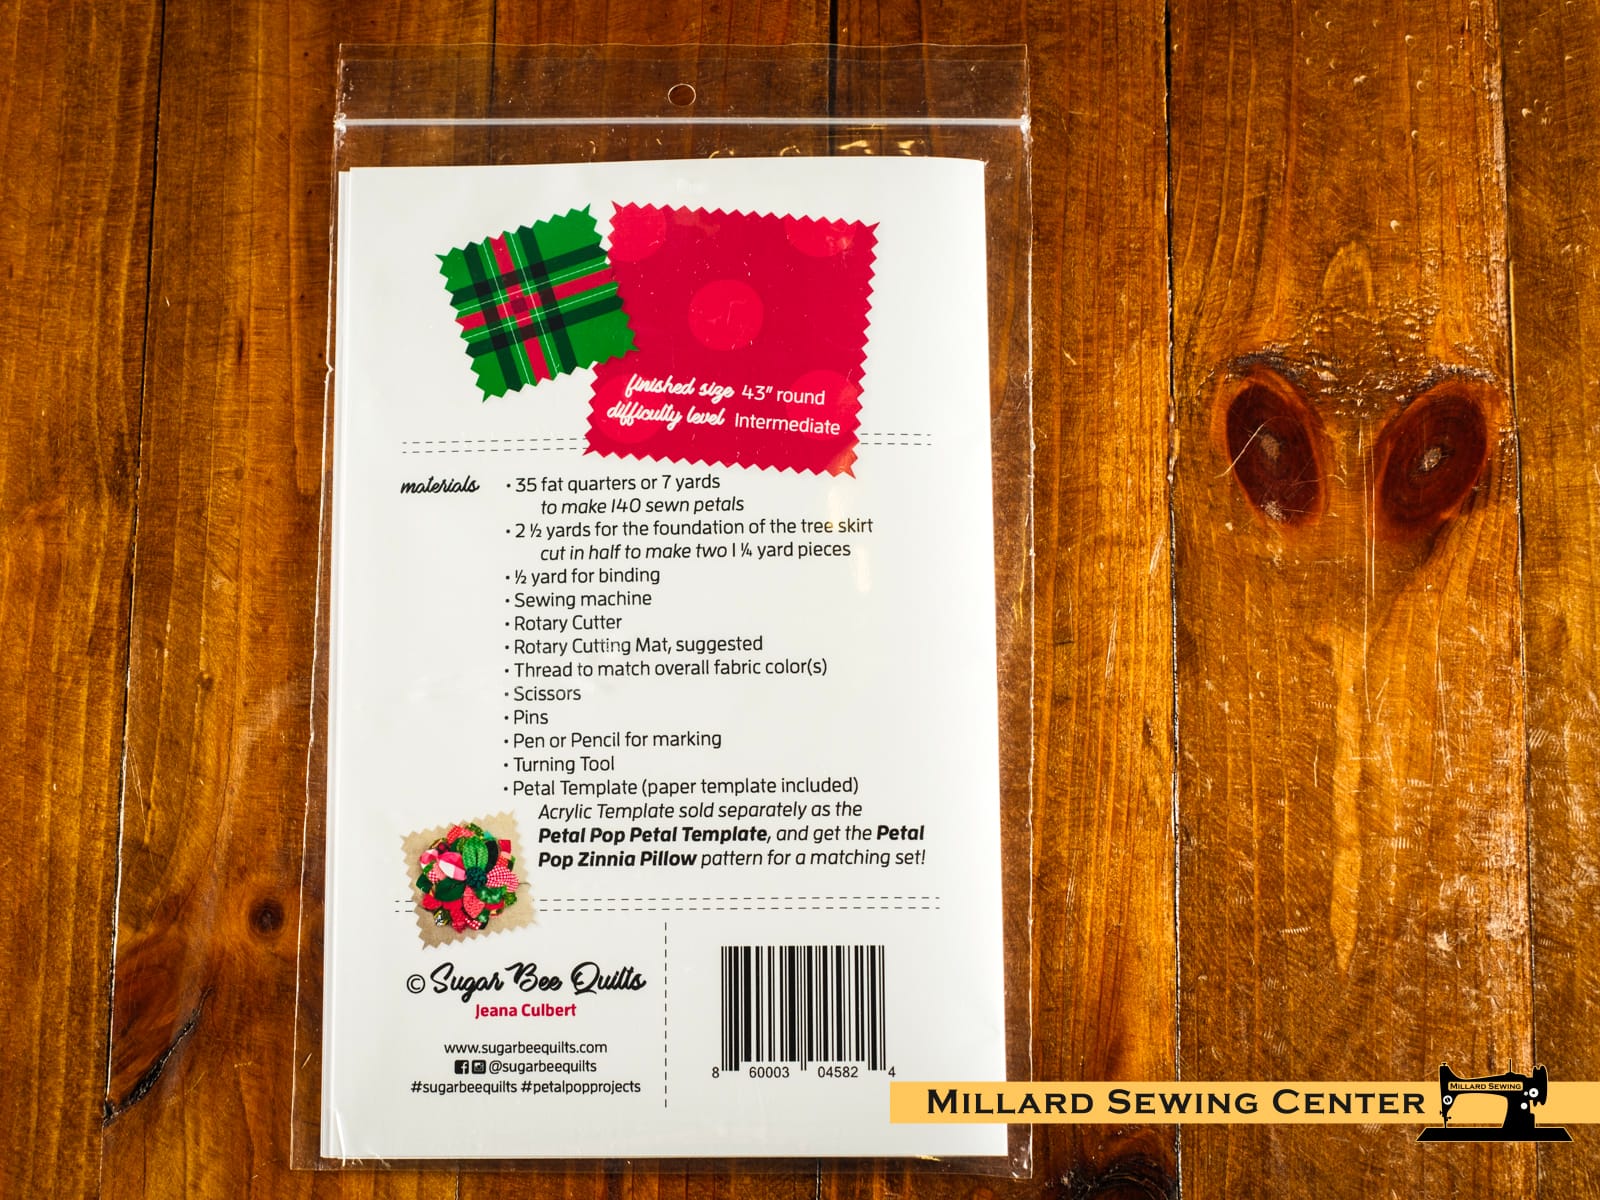 finished size 43" round
difficulty level Intermediate
materials
• 35 fat quarters or 7 yards
to make 140 sewn petals
• 2 ½ yards for the foundation of the tree skirt
cut in half to make two 1 ¼ yard pieces
• ½ yard for binding
• Sewing machine
• Rotary Cutter
• Rotary Cutting Mat, suggested
• Thread to match overall fabric color(s)
• Scissors
• Pins
• Pen or Pencil for marking
• Turning Tool
• Petal Template (paper template included)
Acrylic Template sold separately as the
Petal Pop Petal Template, and get the Petal
Pop Zinnia Pillow pattern for a matching set!
© Sugar Bee Quilts
Jeana Culbert
www.sugarbeequilts.com
@sugarbeequilts
#sugarbeequilts #petalpopprojects
8 60003 04582 4
Millard Sewing Center
Millard Sewing